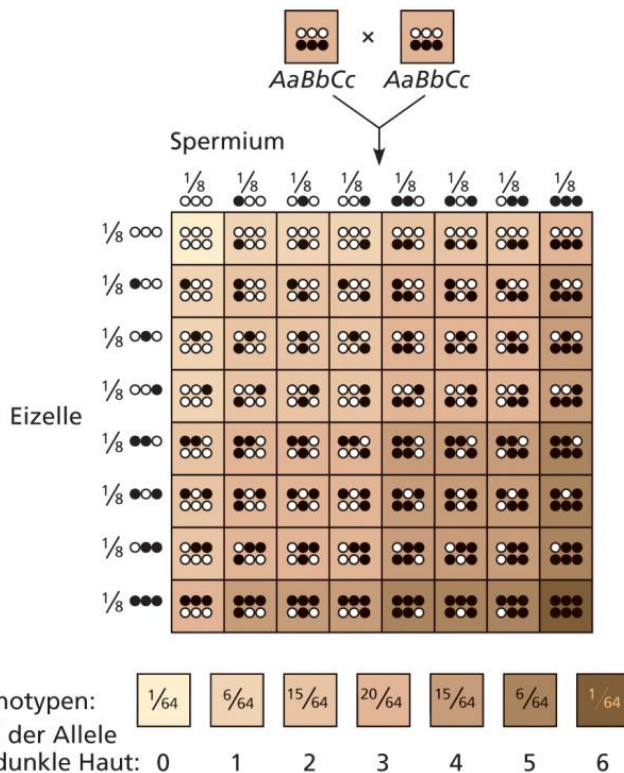 ×
AaBbCc AaBbCc
Spermium
1/8 1/8 1/8 1/8 1/8 1/8 1/8 1/8
1/8
1/8
1/8
1/8
Eizelle
1/8
1/8
1/8
1/8
notypen: 1/64 6/64 15/64 20/64 15/64 6/64 1/64
der Allele
dunkle Haut: 0 1 2 3 4 5 6